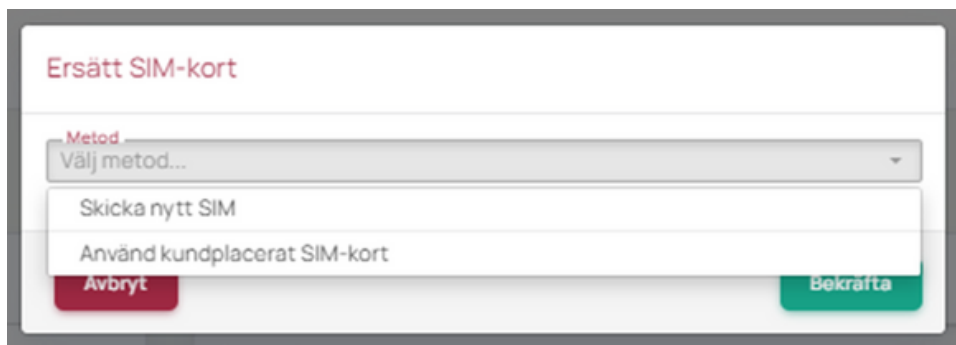 Ersätt SIM-kort
Metod
Välj metod...
Skicka nytt SIM
Använd kundplacerat SIM-kort
Avbryt
Bekräfta